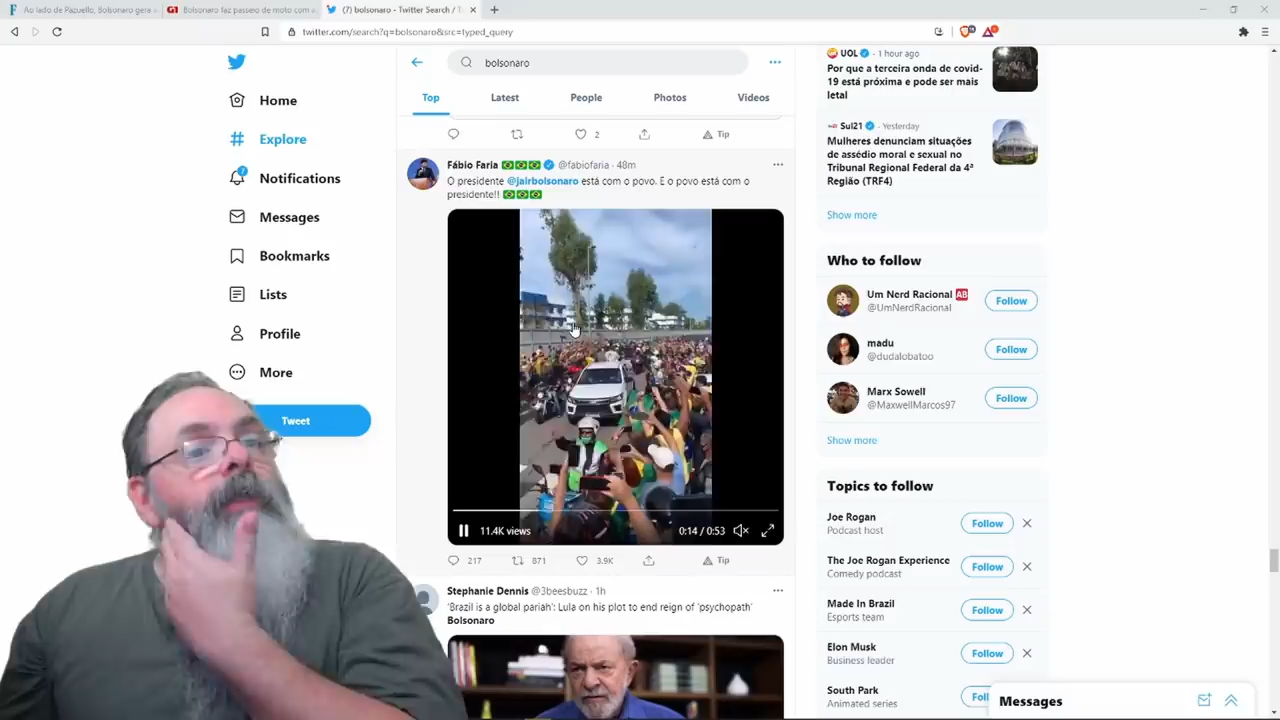 Ao lado de Pazuello, Bolsonaro gera a
G1 Bolsonaro faz passeio de moto com a
(7) bolsonaro - Twitter Search / T
twitter.com/search?q=bolsonaro&src=typed_query
Home
Explore
Notifications
Messages
Bookmarks
Lists
Profile
More
Tweet
bolsonaro
Top
Latest
People
Photos
Videos
2
Tip
Fábio Faria @fabiofaria · 48m
O presidente @jairbolsonaro está com o povo. E o povo está com o
presidente!!
11.4K views
0:14 / 0:53
217
871
3.9K
Tip
Stephanie Dennis @3beesbuzz · 1h
'Brazil is a global pariah': Lula on his plot to end reign of 'psychopath'
Bolsonaro
UOL · 1 hour ago
Por que a terceira onda de covid-
19 está próxima e pode ser mais
letal
Sul21 · Yesterday
Mulheres denunciam situações
de assédio moral e sexual no
Tribunal Regional Federal da 4ª
Região (TRF4)
Show more
Who to follow
Um Nerd Racional AB
@UmNerdRacional
Follow
madu
@dudalobatoo
Follow
Marx Sowell
@MaxwellMarcos97
Follow
Show more
Topics to follow
Joe Rogan
Podcast host
Follow
The Joe Rogan Experience
Comedy podcast
Follow
Made In Brazil
Esports team
Follow
Elon Musk
Business leader
Follow
South Park
Animated series
Messages